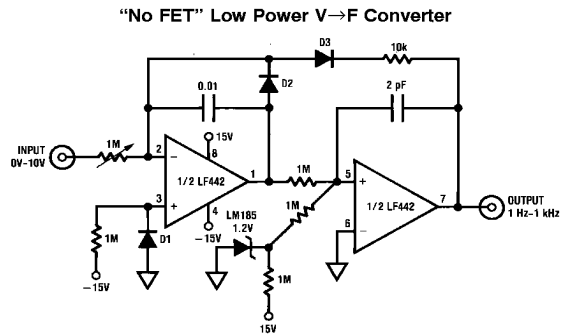 “No FET” Low Power V→F Converter
D3
10k
0.01
D2
2 pF
INPUT
0V–10V
1M
2
–
15V
8
1
1/2 LF442
3
+
4
–15V
1M
D1
–15V
1M
1M
LM185
1.2V
1M
15V
5
+
1/2 LF442
7
6
–
OUTPUT
1 Hz–1 kHz